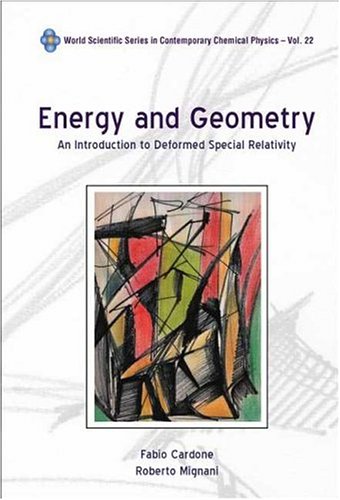 World Scientific Series in Contemporary Chemical Physics – Vol. 22
Energy and Geometry
An Introduction to Deformed Special Relativity
Fabio Cardone
Roberto Mignani